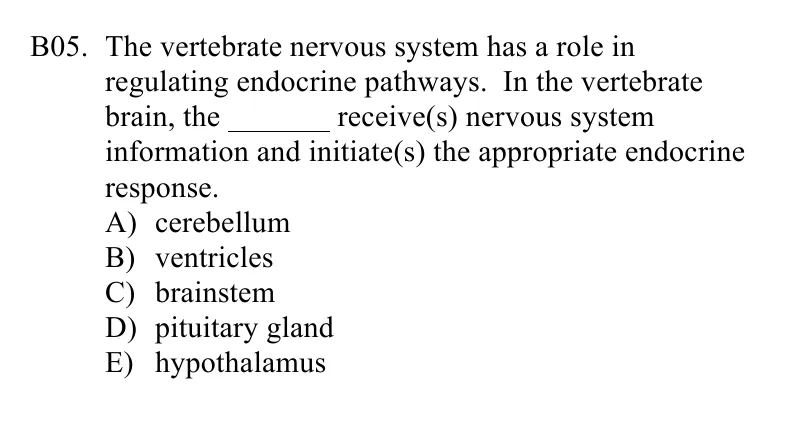 B05. The vertebrate nervous system has a role in
regulating endocrine pathways. In the vertebrate
brain, the _______ receive(s) nervous system
information and initiate(s) the appropriate endocrine
response.
A) cerebellum
B) ventricles
C) brainstem
D) pituitary gland
E) hypothalamus